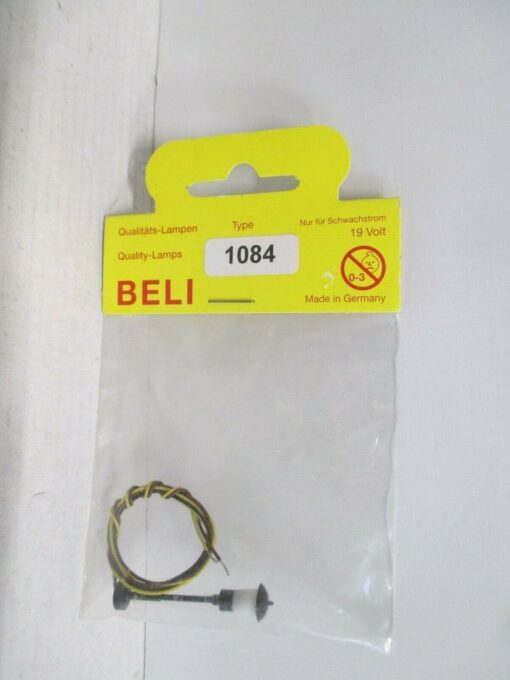 Qualitäts-Lampen
Type
Nur für Schwachstrom
19 Volt
Quality-Lamps
1084
0-3
BELI
Made in Germany